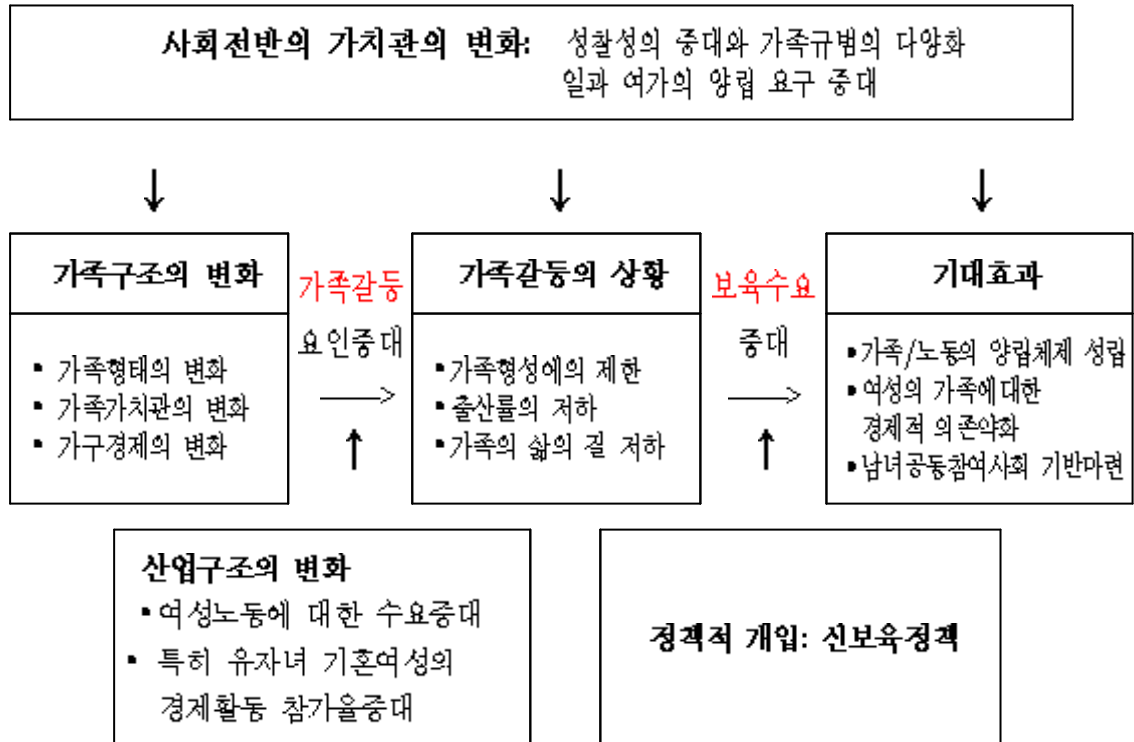 사회전반의 가치관의 변화: 성찰성의 증대와 가족규범의 다양화
일과 여가의 양립 요구 증대
가족구조의 변화
• 가족형태의 변화
• 가족가치관의 변화
• 가구경제의 변화
가족갈등
요인증대
가족갈등의 상황
• 가족형성에의 제한
• 출산률의 저하
• 가족의 삶의 질 저하
보육수요
증대
기대효과
• 가족/노동의 양립체제 성립
• 여성의 가족에대한
경제적 의존약화
• 남녀공동참여사회 기반마련
산업구조의 변화
• 여성노동에 대한 수요증대
• 특히 유자녀 기혼여성의
경제활동 참가율증대
정책적 개입: 신보육정책